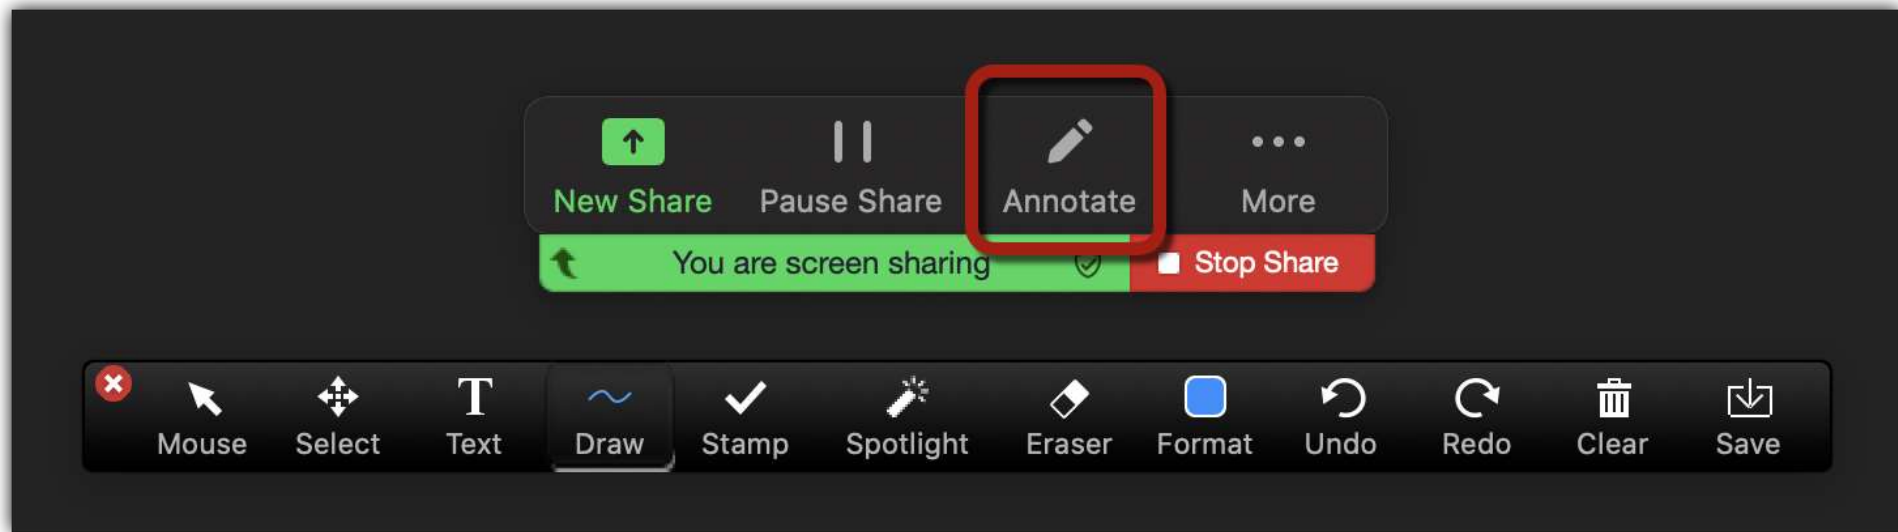 New Share Pause Share Annotate More
You are screen sharing Stop Share
Mouse Select Text Draw Stamp Spotlight Eraser Format Undo Redo Clear Save